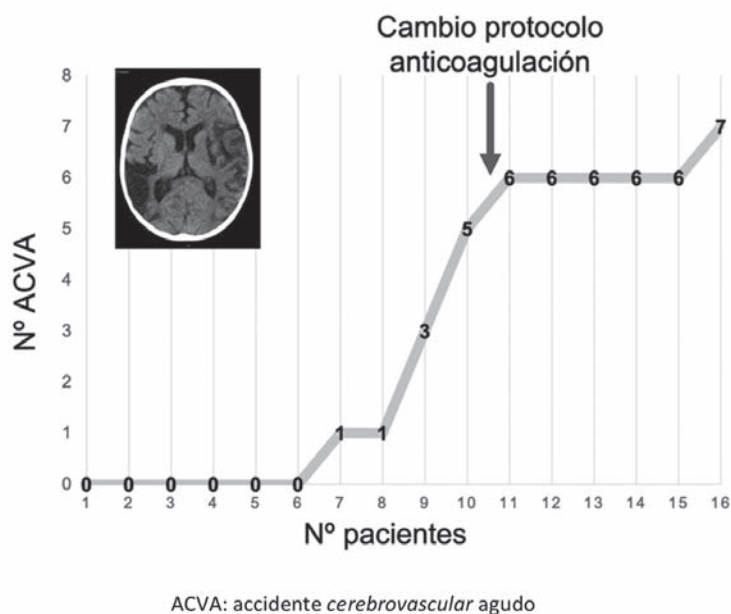 Cambio protocolo
anticoagulación
8
7
6
5
4
3
2
1
0
Nº ACVA
0 0 0 0 0 0 1 1 3 5 6 6 6 6 6 7
1 2 3 4 5 6 7 8 9 10 11 12 13 14 15 16
Nº pacientes
ACVA: accidente cerebrovascular agudo